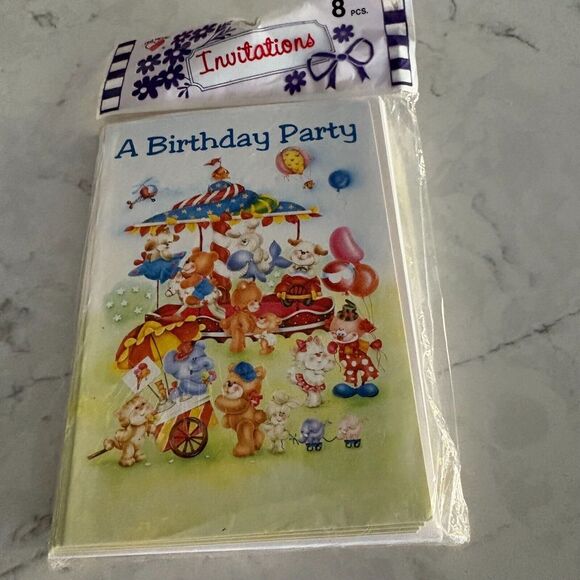 8 PCS.
Invitations
A Birthday Party